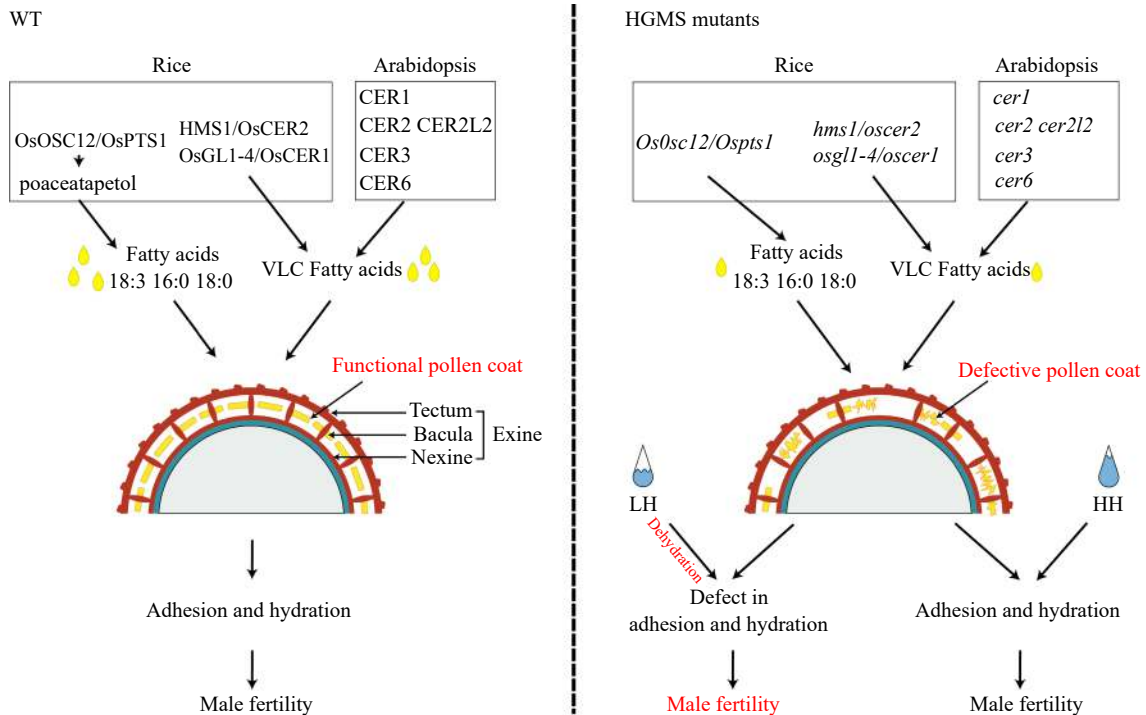 WT
Rice
Arabidopsis
OsOSC12/OsPTS1
poaceatapetol
HMS1/OsCER2
OsGL1-4/OsCER1
CER1
CER2 CER2L2
CER3
CER6
Fatty acids
18:3 16:0 18:0
VLC Fatty acids
Functional pollen coat
Tectum
Bacula
Nexine
Exine
Adhesion and hydration
Male fertility
HGMS mutants
Rice
Arabidopsis
Os0sc12/Ospts1
hms1/oscer2
osgl1-4/oscer1
cer1
cer2 cer2l2
cer3
cer6
Fatty acids
18:3 16:0 18:0
VLC Fatty acids
Defective pollen coat
LH
HH
Dehydration
Defect in
adhesion and hydration
Adhesion and hydration
Male fertility
Male fertility